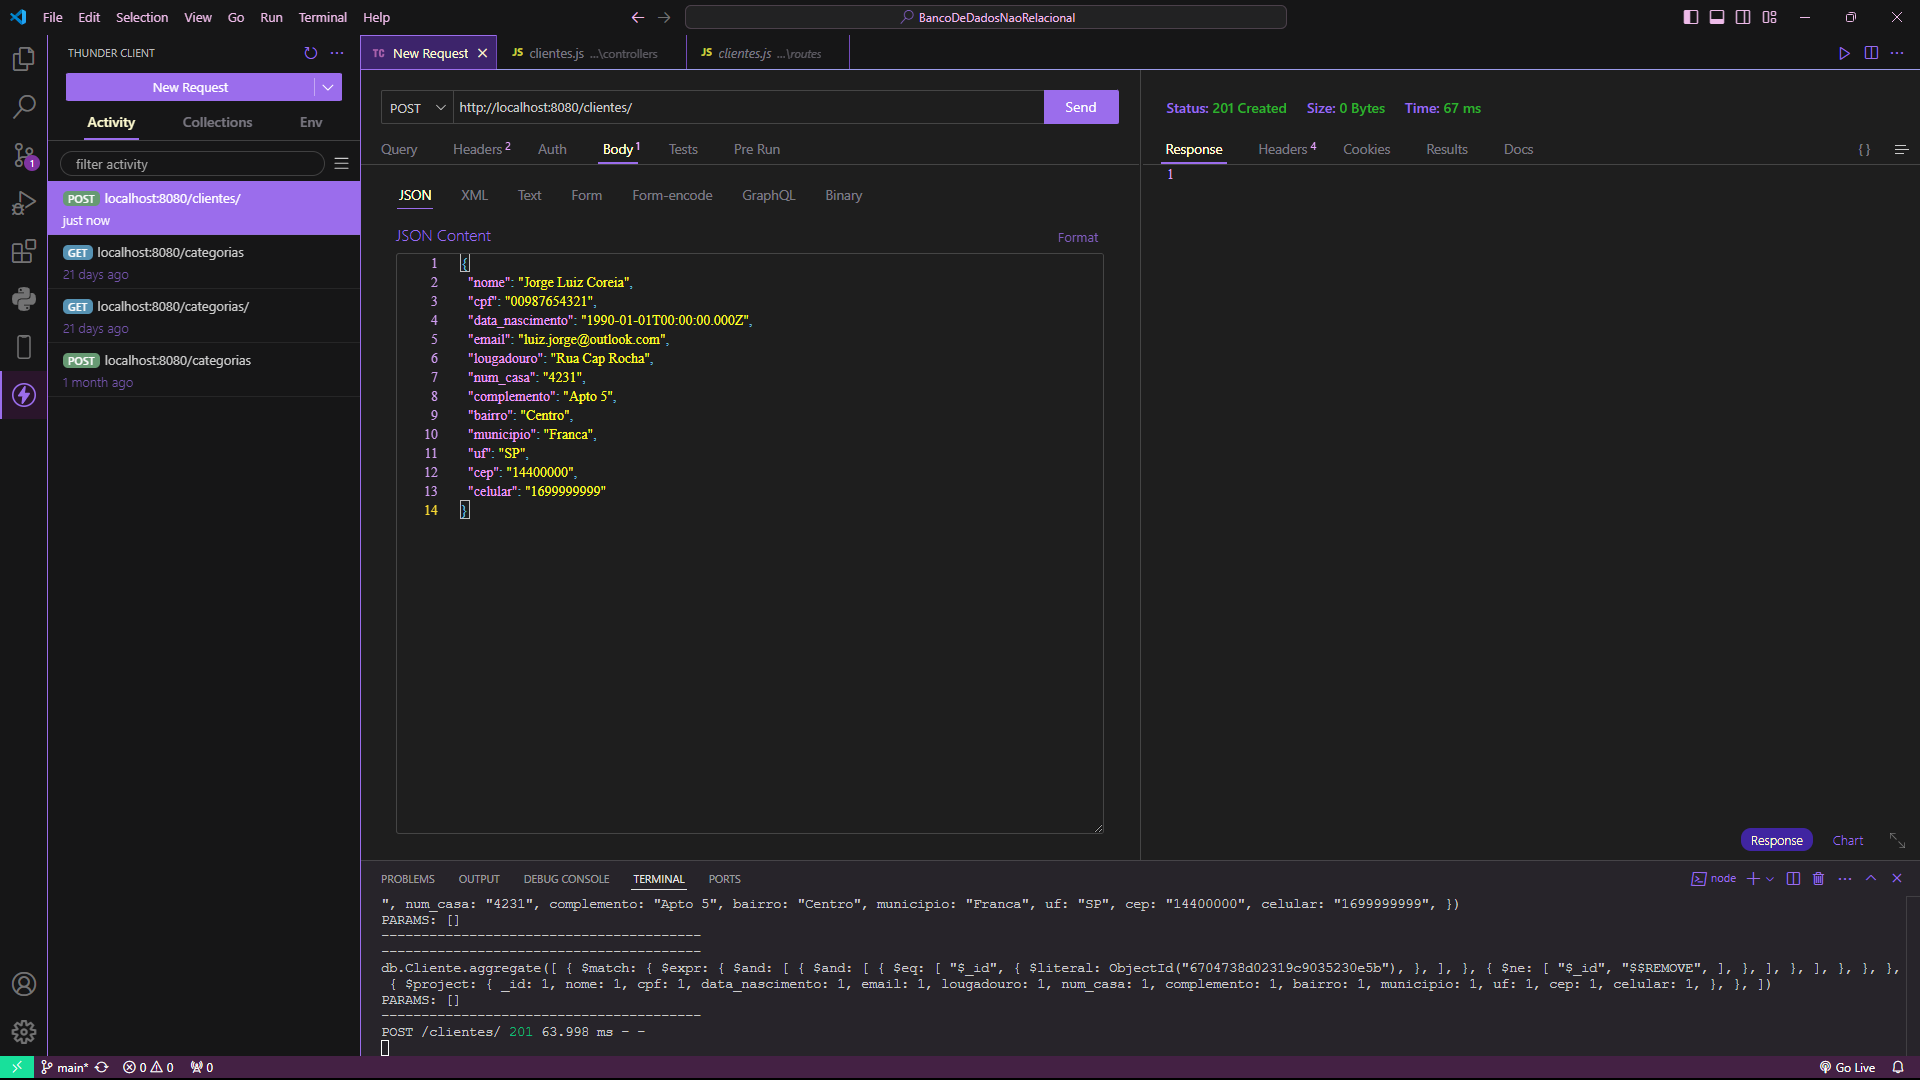 File Edit Selection View Go Run Terminal Help
BancoDeDadosNaoRelacional
THUNDER CLIENT
New Request
Activity Collections Env
filter activity
POST localhost:8080/clientes/
just now
GET localhost:8080/categorias
21 days ago
GET localhost:8080/categorias/
21 days ago
POST localhost:8080/categorias
1 month ago
1
TC New Request
JS clientes.js ...\controllers
JS clientes.js ...\routes
POST http://localhost:8080/clientes/ Send
Query Headers 2 Auth Body 1 Tests Pre Run
JSON XML Text Form Form-encode GraphQL Binary
JSON Content Format
1 {
2 "nome": "Jorge Luiz Coreia",
3 "cpf": "00987654321",
4 "data_nascimento": "1990-01-01T00:00:00.000Z",
5 "email": "luiz.jorge@outlook.com",
6 "lougadouro": "Rua Cap Rocha",
7 "num_casa": "4231",
8 "complemento": "Apto 5",
9 "bairro": "Centro",
10 "municipio": "Franca",
11 "uf": "SP",
12 "cep": "14400000",
13 "celular": "1699999999"
14 }
Status: 201 Created Size: 0 Bytes Time: 67 ms
Response Headers 4 Cookies Results Docs { }
1
Response Chart
PROBLEMS OUTPUT DEBUG CONSOLE TERMINAL PORTS
node
", num_casa: "4231", complemento: "Apto 5", bairro: "Centro", municipio: "Franca", uf: "SP", cep: "14400000", celular: "1699999999", })
PARAMS: []
----------------------------------------
----------------------------------------
db.Cliente.aggregate([ { $match: { $expr: { $and: [ { $and: [ { $eq: [ "$_id", { $literal: ObjectId("6704738d02319c9035230e5b"), }, ], }, { $ne: [ "$_id", "$$REMOVE", ], }, ], }, ], }, }, },
{ $project: { _id: 1, nome: 1, cpf: 1, data_nascimento: 1, email: 1, lougadouro: 1, num_casa: 1, complemento: 1, bairro: 1, municipio: 1, uf: 1, cep: 1, celular: 1, }, }, ])
PARAMS: []
----------------------------------------
POST /clientes/ 201 63.998 ms - -
main* 0 0 0 Go Live